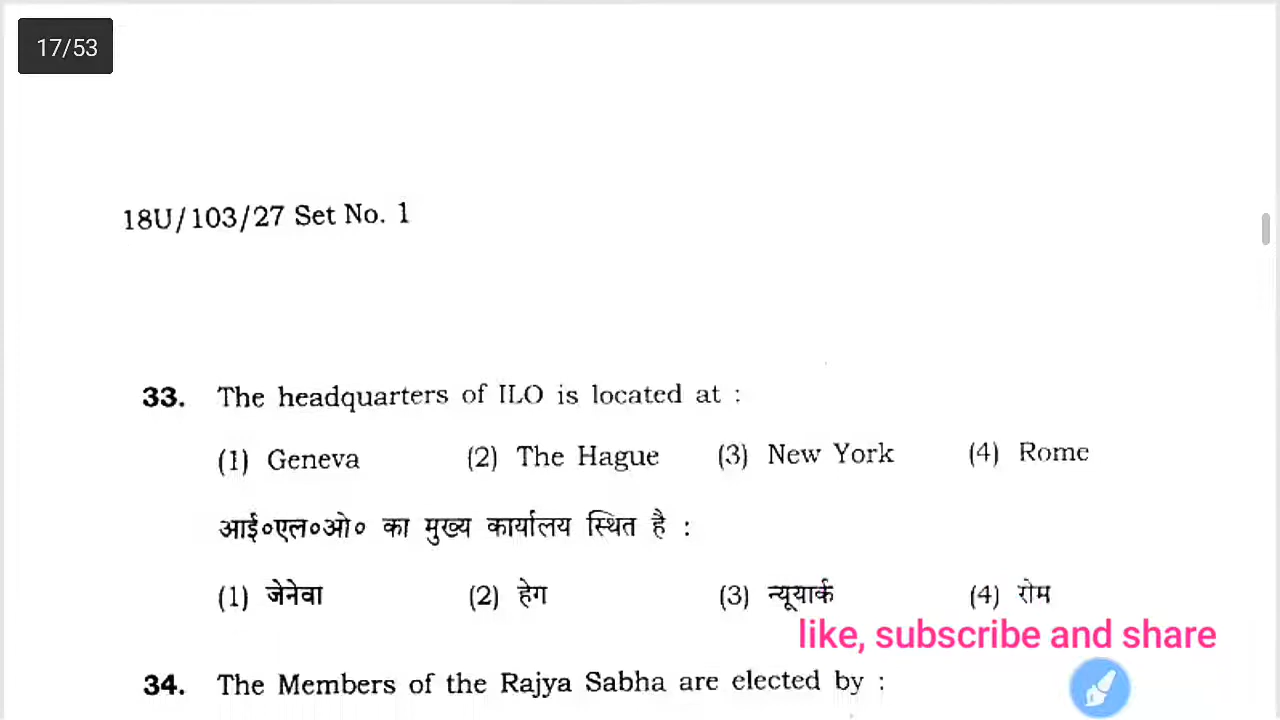 17/53
18U/103/27 Set No. 1
33. The headquarters of ILO is located at :
(1) Geneva (2) The Hague (3) New York (4) Rome
आई०एल०ओ० का मुख्य कार्यालय स्थित है :
(1) जेनेवा (2) हेग (3) न्यूयार्क (4) रोम
like, subscribe and share
34. The Members of the Rajya Sabha are elected by :